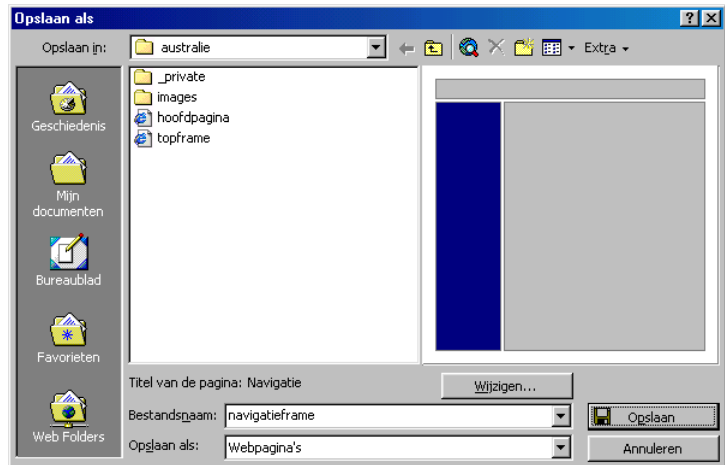 Opslaan als
Opslaan in:
australie
Extra
Geschiedenis
Mijn
documenten
Bureaublad
Favorieten
Web Folders
_private
images
hoofdpagina
topframe
Titel van de pagina: Navigatie
Wijzigen...
Bestandsnaam:
navigatieframe
Opslaan
Opslaan als:
Webpagina's
Annuleren